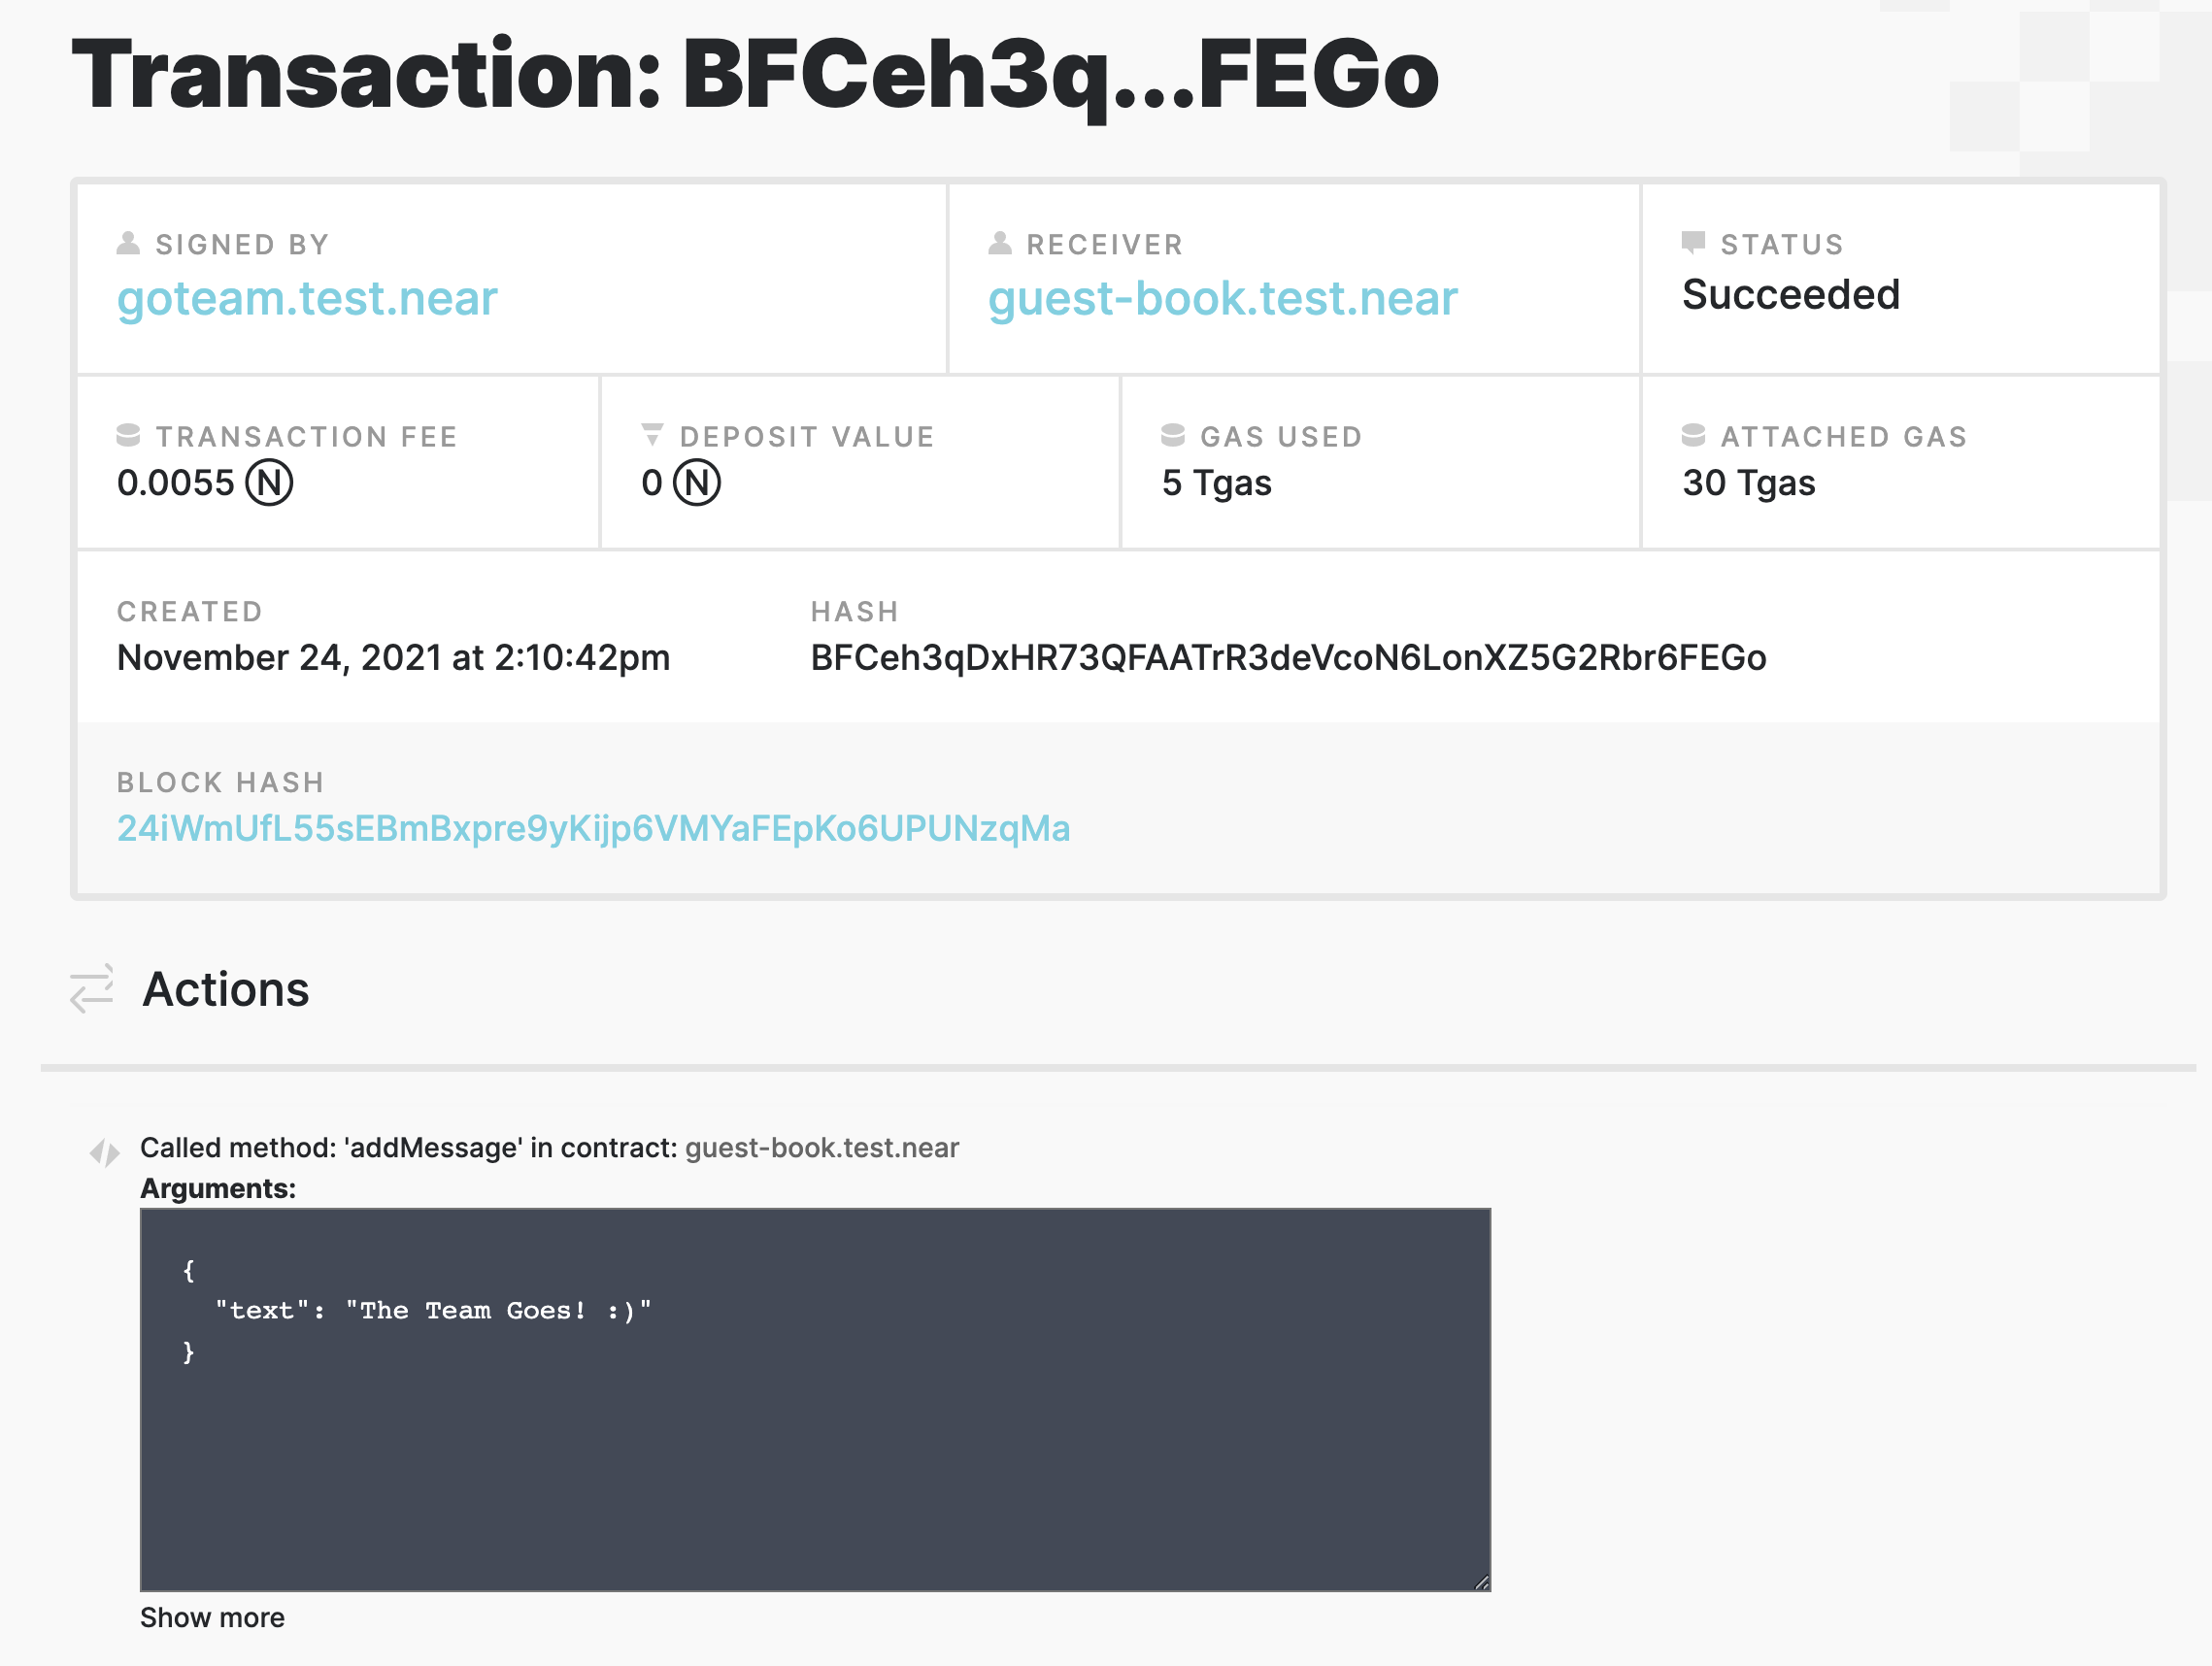 Transaction: BFCeh3q...FEGo
SIGNED BY
goteam.test.near
RECEIVER
guest-book.test.near
STATUS
Succeeded
TRANSACTION FEE
0.0055 Ⓝ
DEPOSIT VALUE
0 Ⓝ
GAS USED
5 Tgas
ATTACHED GAS
30 Tgas
CREATED
November 24, 2021 at 2:10:42pm
HASH
BFCeh3qDxHR73QFAATrR3deVcoN6LonXZ5G2Rbr6FEGo
BLOCK HASH
24iWmUfL55sEBmBxpre9yKijp6VMYaFEpKo6UPUNzqMa
Actions
Called method: 'addMessage' in contract: guest-book.test.near
Arguments:
{
"text": "The Team Goes! :)"
}
Show more